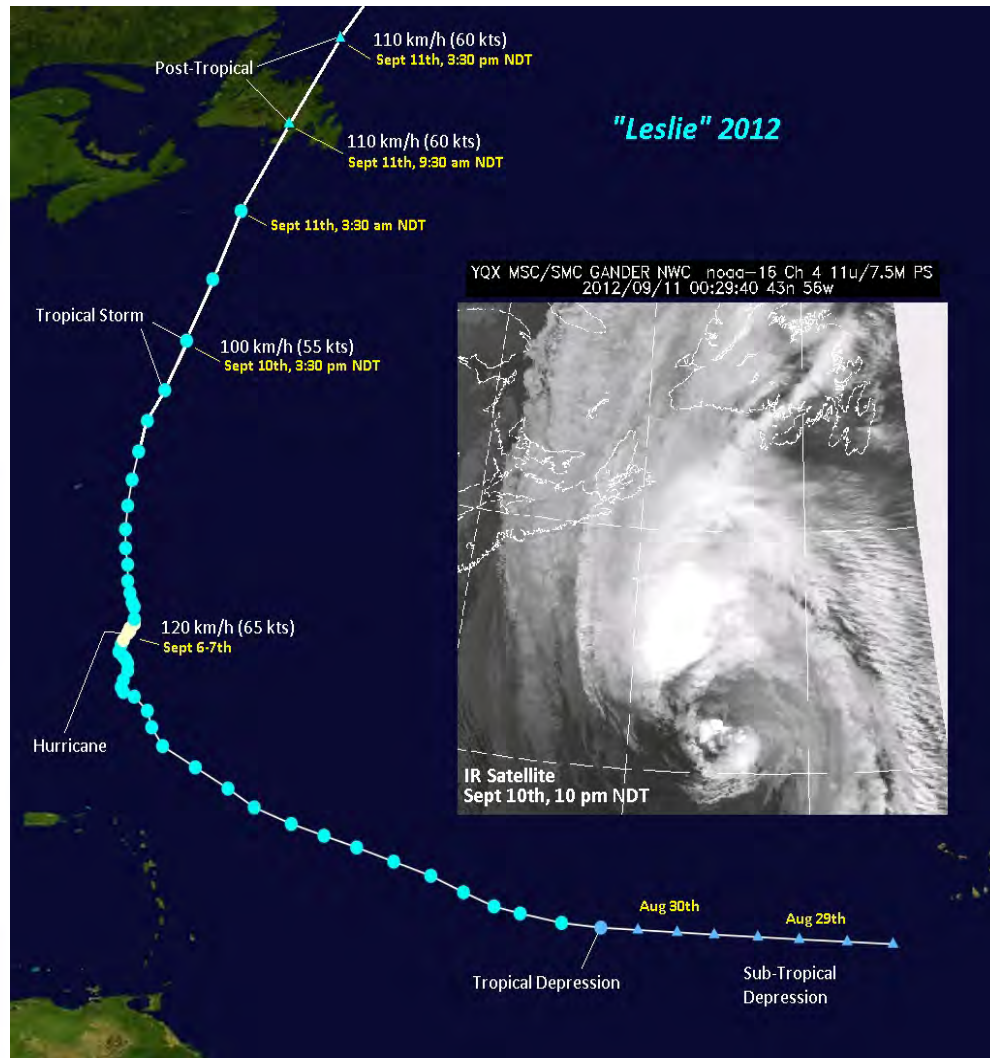 110 km/h (60 kts)
Sept 11th, 3:30 pm NDT
Post-Tropical
"Leslie" 2012
110 km/h (60 kts)
Sept 11th, 9:30 am NDT
Sept 11th, 3:30 am NDT
YQX MSC/SMC GANDER NWC noaa-16 Ch 4 11u/7.5M PS
2012/09/11 00:29:40 43n 56w
Tropical Storm
100 km/h (55 kts)
Sept 10th, 3:30 pm NDT
120 km/h (65 kts)
Sept 6-7th
Hurricane
IR Satellite
Sept 10th, 10 pm NDT
Aug 30th
Aug 29th
Tropical Depression
Sub-Tropical
Depression